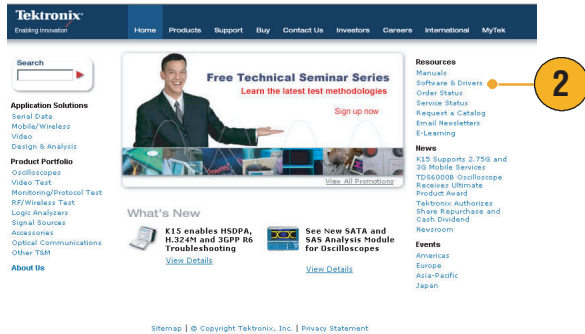 Tektronix
Enabling Innovation
Home Products Support Buy Contact Us Investors Careers International MyTek
Search
Application Solutions
Serial Data
Mobile/Wireless
Video
Design & Analysis
Product Portfolio
Oscilloscopes
Video Test
Monitoring/Protocol Test
RF/Wireless Test
Logic Analyzers
Signal Sources
Accessories
Optical Communications
Other T&M
About Us
Free Technical Seminar Series
Learn the latest test methodologies
Sign up now
View All Promotions
What's New
K15 enables HSDPA,
H.324M and 3GPP R6
Troubleshooting
View Details
See New SATA and
SAS Analysis Module
for Oscilloscopes
View Details
Resources
Manuals
Software & Drivers
Order Status
Service Status
Request a Catalog
Email Newsletters
E-Learning
News
K15 Supports 2.75G and
3G Mobile Services
TDS6000B Oscilloscope
Receives Ultimate
Product Award
Tektronix Authorizes
Share Repurchase and
Cash Dividend
Newsroom
Events
Americas
Europe
Asia-Pacific
Japan
2
Sitemap | © Copyright Tektronix, Inc. | Privacy Statement